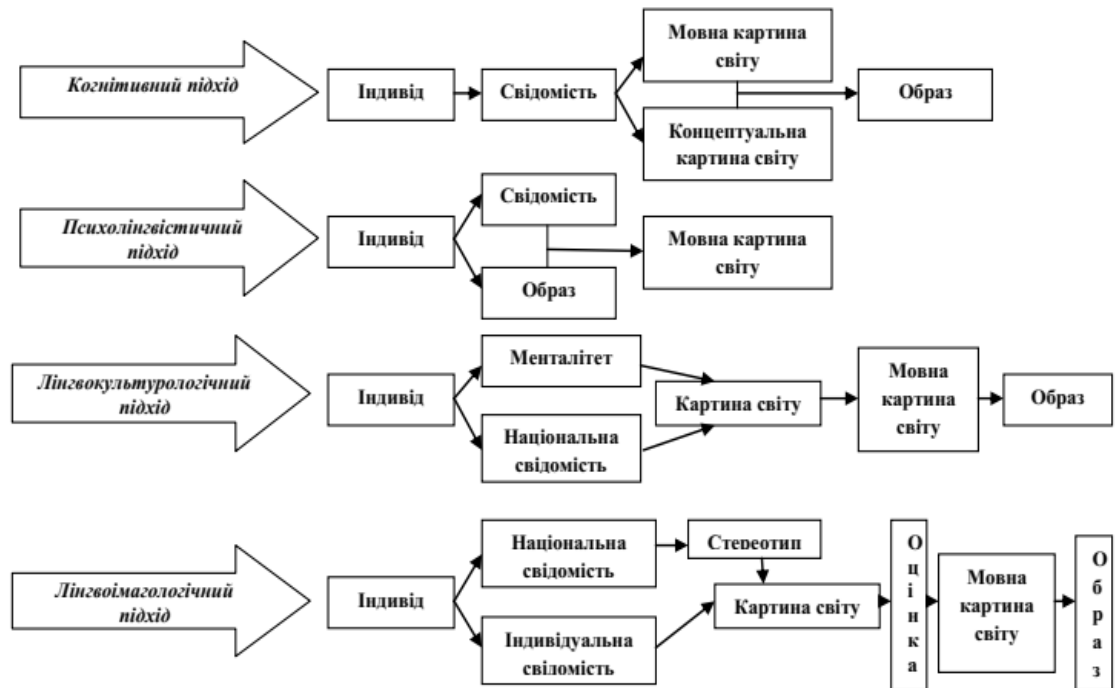 Когнітивний підхід
Індивід
Свідомість
Мовна картина
світу
Концептуальна
картина світу
Образ
Психолінгвістичний
підхід
Індивід
Свідомість
Образ
Мовна картина
світу
Лінгвокультурологічний
підхід
Індивід
Менталітет
Національна
свідомість
Картина світу
Мовна
картина
світу
Образ
Лінгвоімагологічний
підхід
Індивід
Національна
свідомість
Індивідуальна
свідомість
Стереотип
Картина світу
О
ц
і
н
к
а
Мовна
картина
світу
О
б
р
а
з